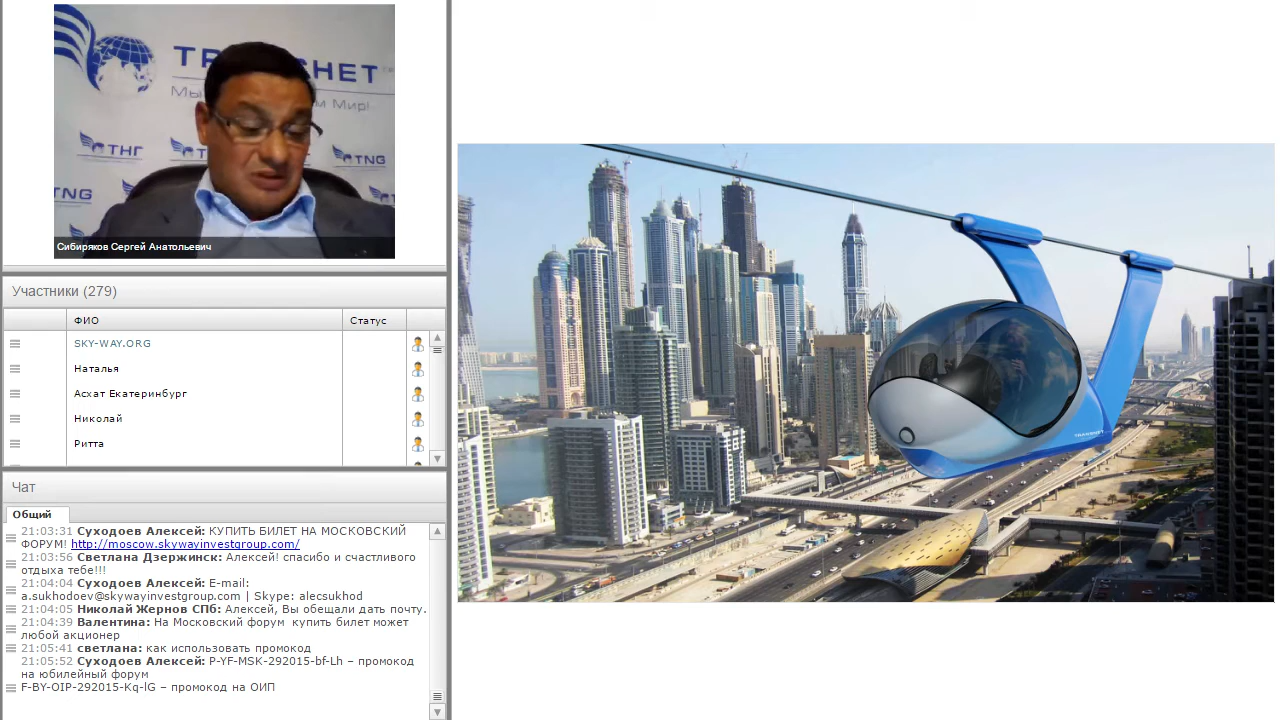 ТРАНСНЕТ
Мы
м Мир!
ТНГ
TNG
TNG
Сибиряков Сергей Анатольевич
Участники (279)
ФИО Статус
SKY-WAY.ORG
Наталья
Асхат Екатеринбург
Николай
Ритта
Чат
Общий
21:03:31 Суходоев Алексей: КУПИТЬ БИЛЕТ НА МОСКОВСКИЙ
ФОРУМ! http://moscow.skywayinvestgroup.com/
21:03:56 Светлана Дзержинск: Алексей! спасибо и счастливого
отдыха тебе!!!
21:04:04 Суходоев Алексей: E-mail:
a.sukhodoev@skywayinvestgroup.com | Skype: alecsukhod
21:04:05 Николай Жернов СПб: Алексей, Вы обещали дать почту.
21:04:39 Валентина: На Московский форум  купить билет может
любой акционер
21:05:41 светлана: как использовать промокод
21:05:52 Суходоев Алексей: P-YF-MSK-292015-bf-Lh – промокод
на юбилейный форум
F-BY-OIP-292015-Kq-lG – промокод на ОИП